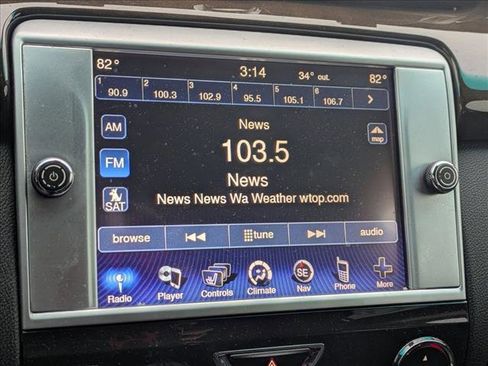 82° 3:14 34° out. 82°
1 90.9 2 100.3 3 102.9 4 95.5 5 105.1 6 106.7
AM News map
FM 103.5
News
SAT News News Wa Weather wtop.com
browse tune audio
Radio Player Controls Climate SE Nav Phone More